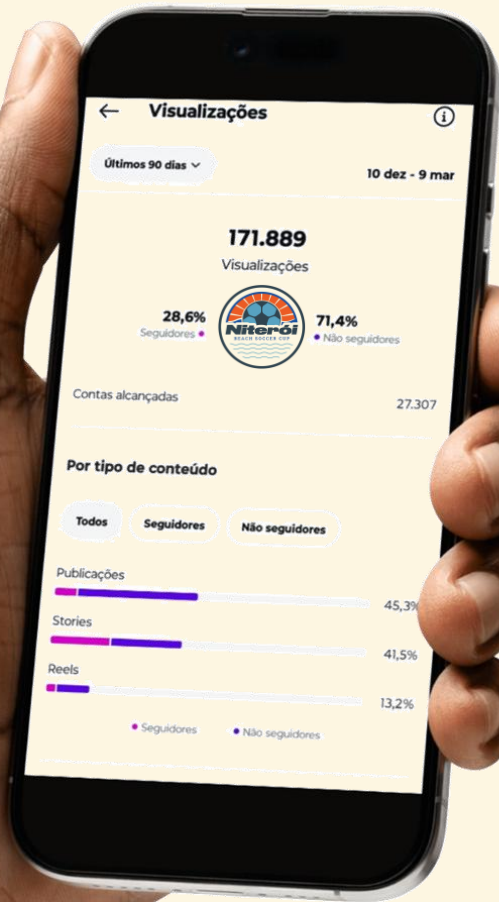 Visualizações
Últimos 90 dias
10 dez - 9 mar
171.889
Visualizações
28,6%
Seguidores
Niterói
BEACH SOCCER CUP
71,4%
Não seguidores
Contas alcançadas
27.307
Por tipo de conteúdo
Todos
Seguidores
Não seguidores
Publicações
45,3%
Stories
41,5%
Reels
13,2%
Seguidores
Não seguidores